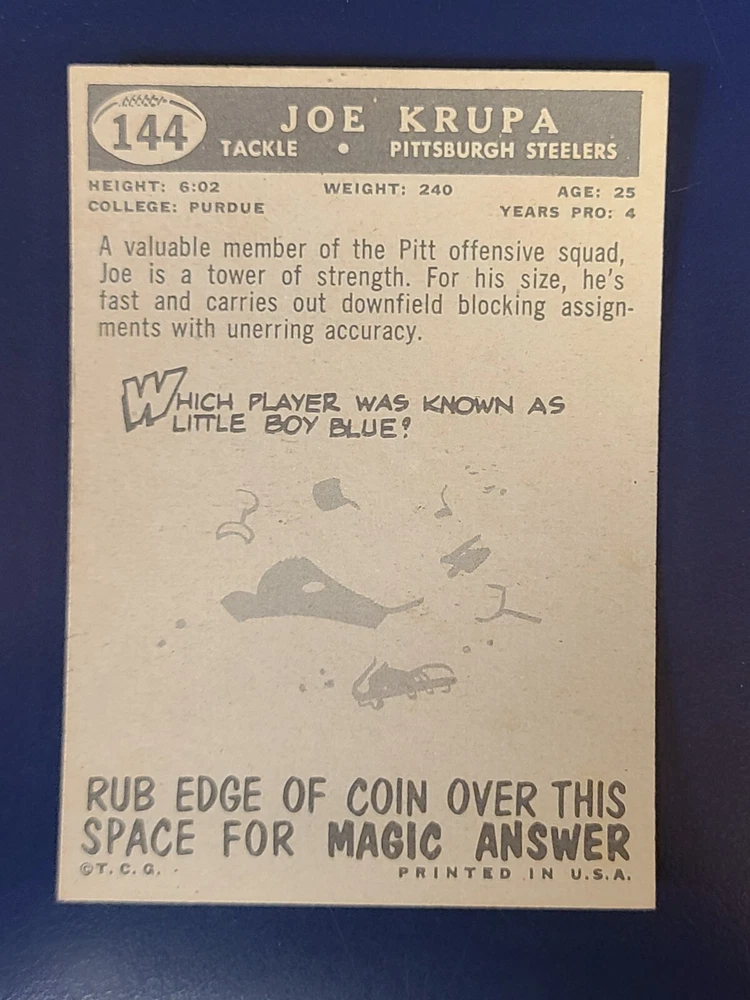 144
JOE KRUPA
TACKLE • PITTSBURGH STEELERS
HEIGHT: 6:02 WEIGHT: 240 AGE: 25
COLLEGE: PURDUE YEARS PRO: 4
A valuable member of the Pitt offensive squad,
Joe is a tower of strength. For his size, he's
fast and carries out downfield blocking assign-
ments with unerring accuracy.
WHICH PLAYER WAS KNOWN AS
LITTLE BOY BLUE?
RUB EDGE OF COIN OVER THIS
SPACE FOR MAGIC ANSWER
©T. C. G. PRINTED IN U.S.A.